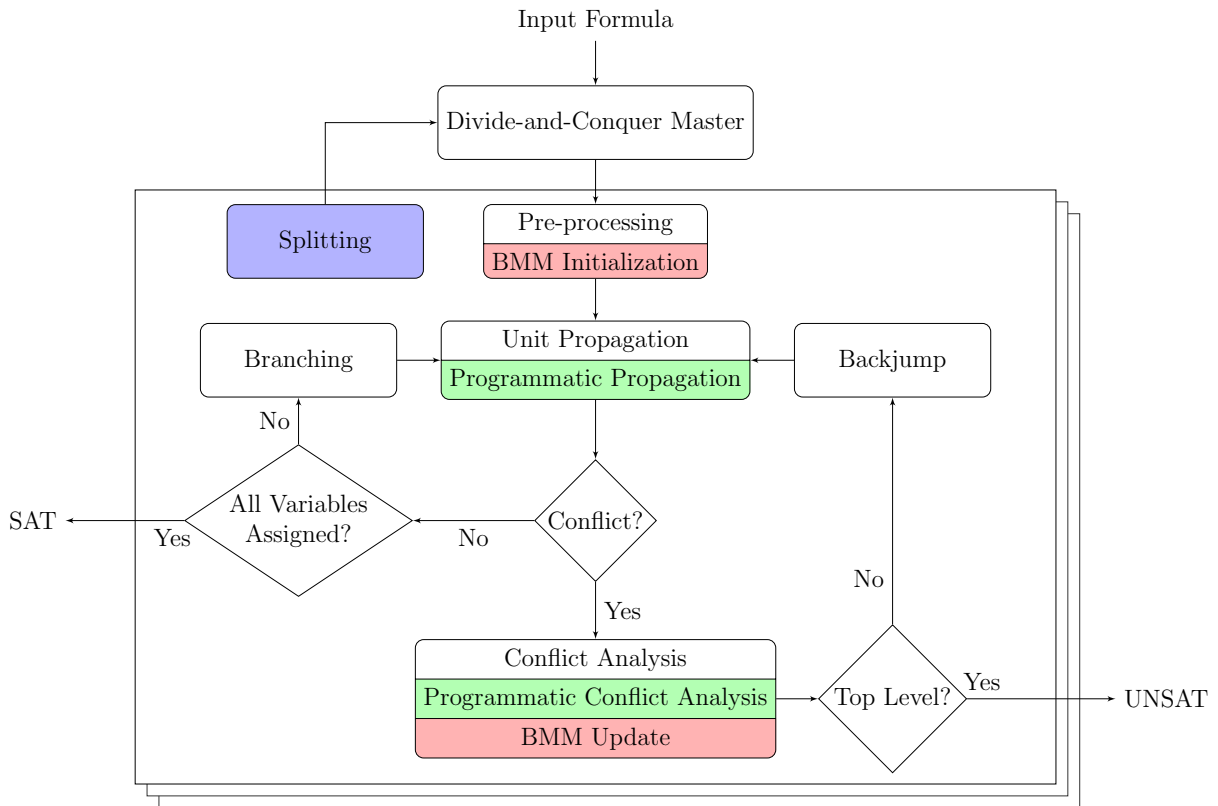 Input Formula
Divide-and-Conquer Master
Splitting
Pre-processing
BMM Initialization
Branching
Unit Propagation
Programmatic Propagation
Backjump
No
All Variables
Assigned?
SAT
Yes
No
Conflict?
No
Yes
Conflict Analysis
Programmatic Conflict Analysis
BMM Update
Top Level?
Yes
UNSAT